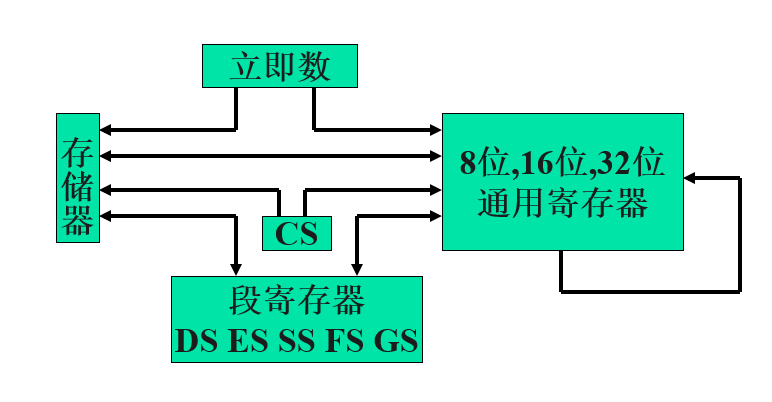 立即数
存
储
器
8位,16位,32位
通用寄存器
CS
段寄存器
DS ES SS FS GS